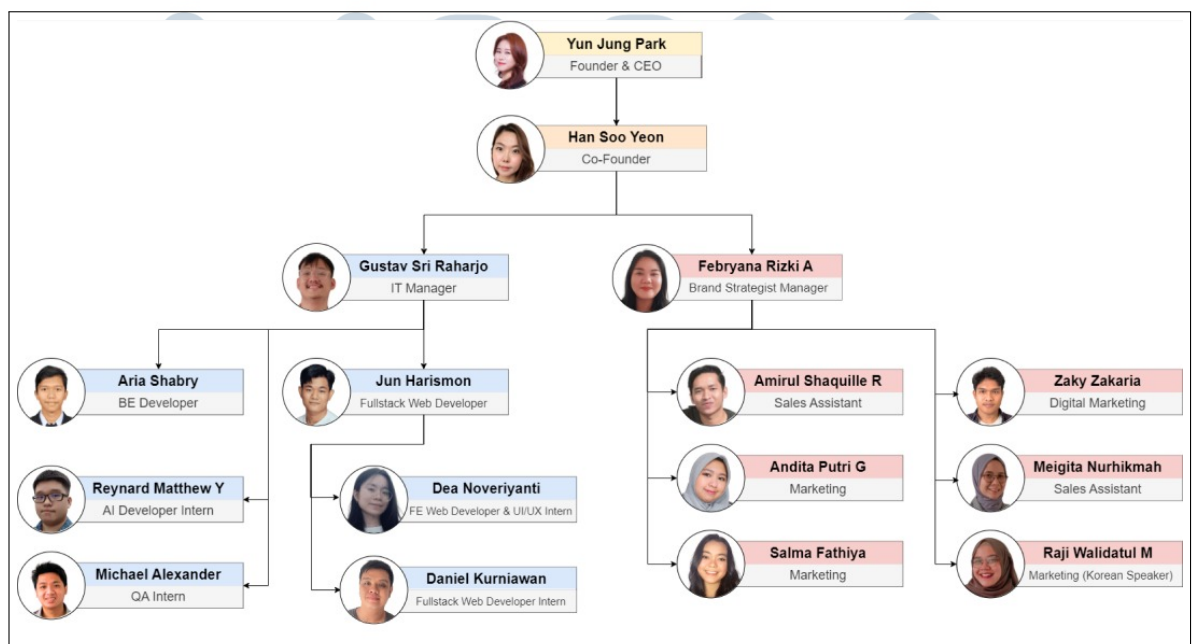 Yun Jung Park
Founder & CEO
Han Soo Yeon
Co-Founder
Gustav Sri Raharjo
IT Manager
Febryana Rizki A
Brand Strategist Manager
Aria Shabry
BE Developer
Jun Harismon
Fullstack Web Developer
Amirul Shaquille R
Sales Assistant
Zaky Zakaria
Digital Marketing
Reynard Matthew Y
AI Developer Intern
Dea Noveriyanti
FE Web Developer & UI/UX Intern
Andita Putri G
Marketing
Meigita Nurhikmah
Sales Assistant
Michael Alexander
QA Intern
Daniel Kurniawan
Fullstack Web Developer Intern
Salma Fathiya
Marketing
Raji Walidatul M
Marketing (Korean Speaker)